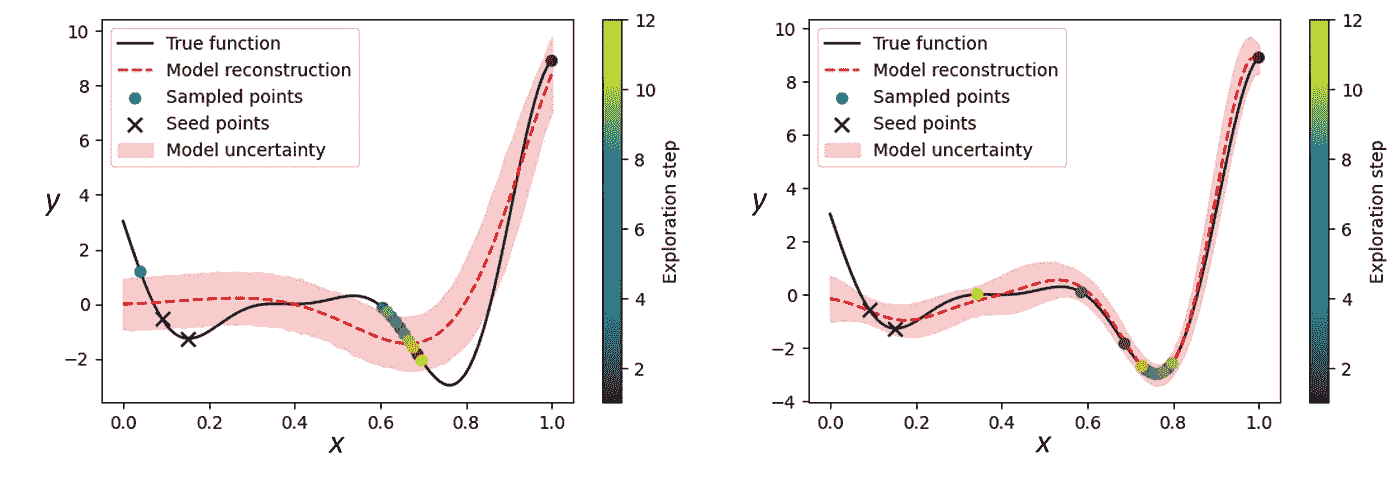 True function
Model reconstruction
Sampled points
Seed points
Model uncertainty
10
8
6
4
2
0
−2
y
0.0 0.2 0.4 0.6 0.8 1.0
x
12
10
8
6
4
2
Exploration step
True function
Model reconstruction
Sampled points
Seed points
Model uncertainty
10
8
6
4
2
0
−2
−4
y
0.0 0.2 0.4 0.6 0.8 1.0
x
12
10
8
6
4
2
Exploration step